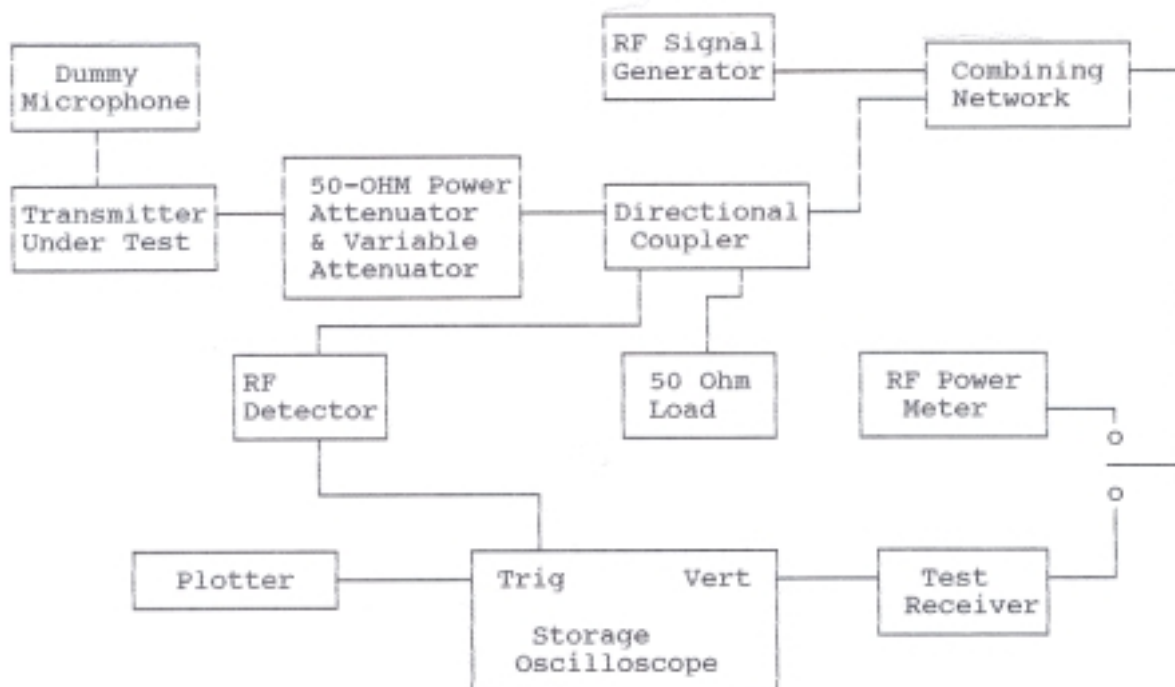 Dummy
Microphone
RF Signal
Generator
Combining
Network
Transmitter
Under Test
50-OHM Power
Attenuator
& Variable
Attenuator
Directional
Coupler
RF
Detector
50 Ohm
Load
RF Power
Meter
Plotter
Trig
Vert
Storage
Oscilloscope
Test
Receiver